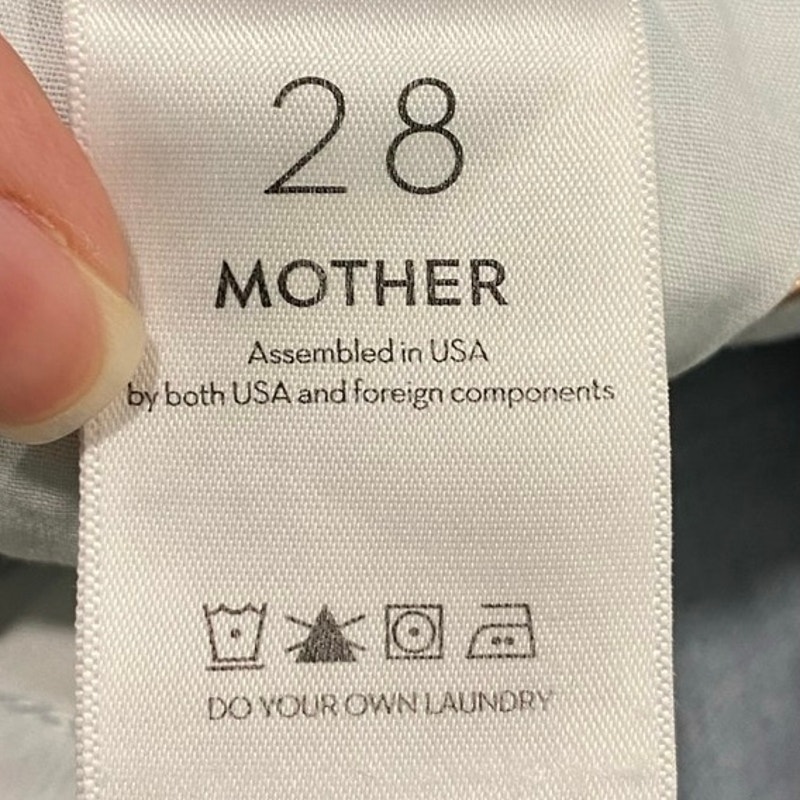 28
MOTHER
Assembled in USA
by both USA and foreign components
DO YOUR OWN LAUNDRY